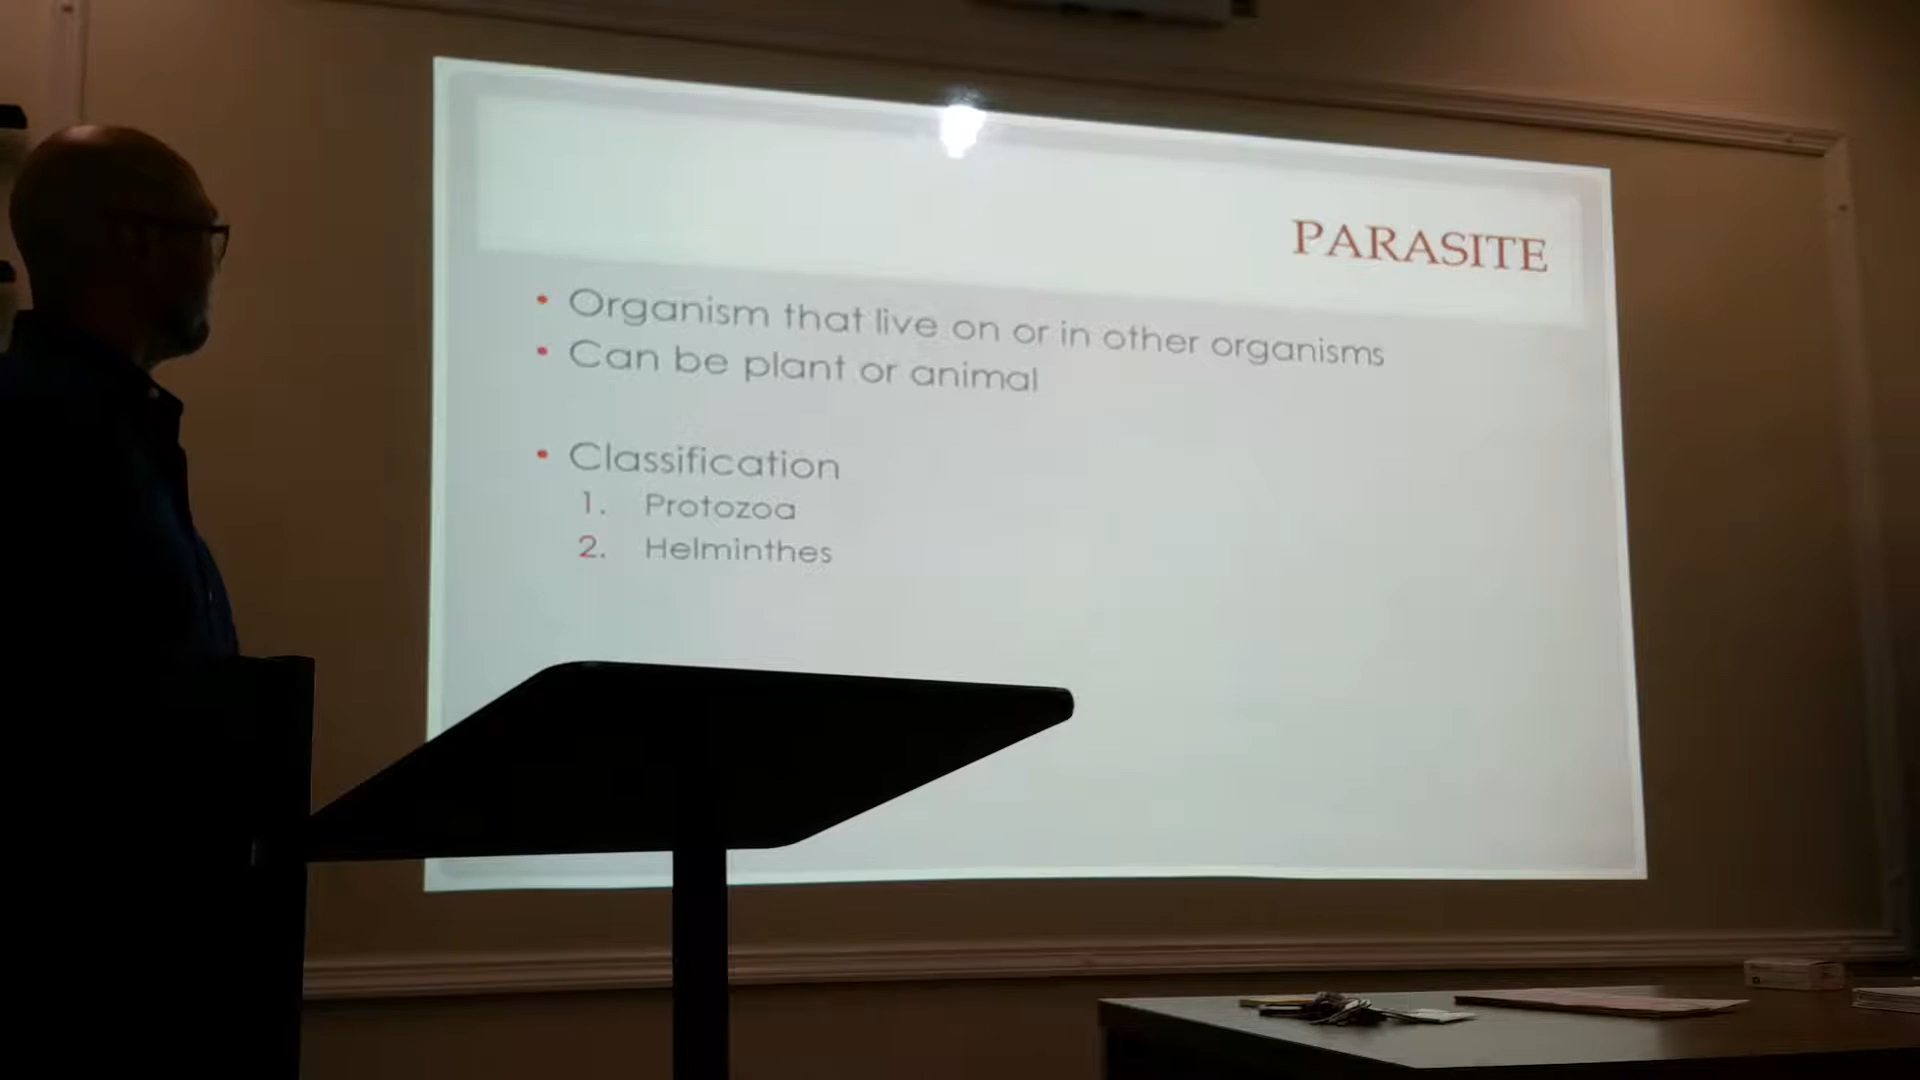 PARASITE
• Organism that live on or in other organisms
• Can be plant or animal
• Classification
1. Protozoa
2. Helminthes